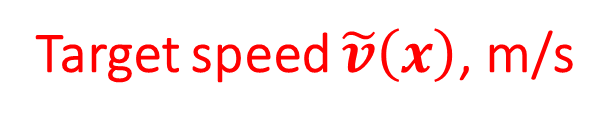 Target speed ṽ(x), m/s